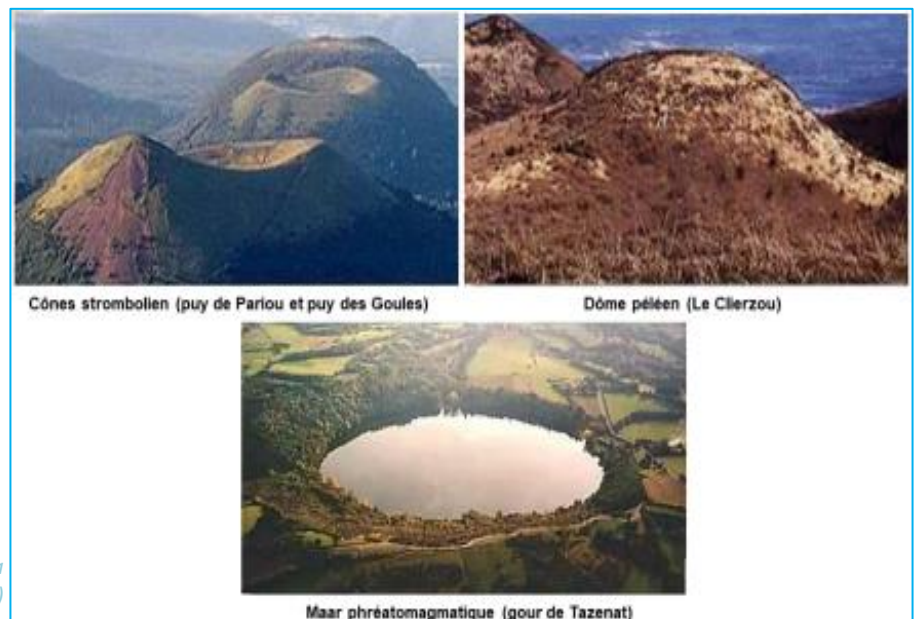 Cônes strombolien (puy de Pariou et puy des Goules)
Dôme péléen (Le Clierzou)
Maar phréatomagmatique (gour de Tazenat)